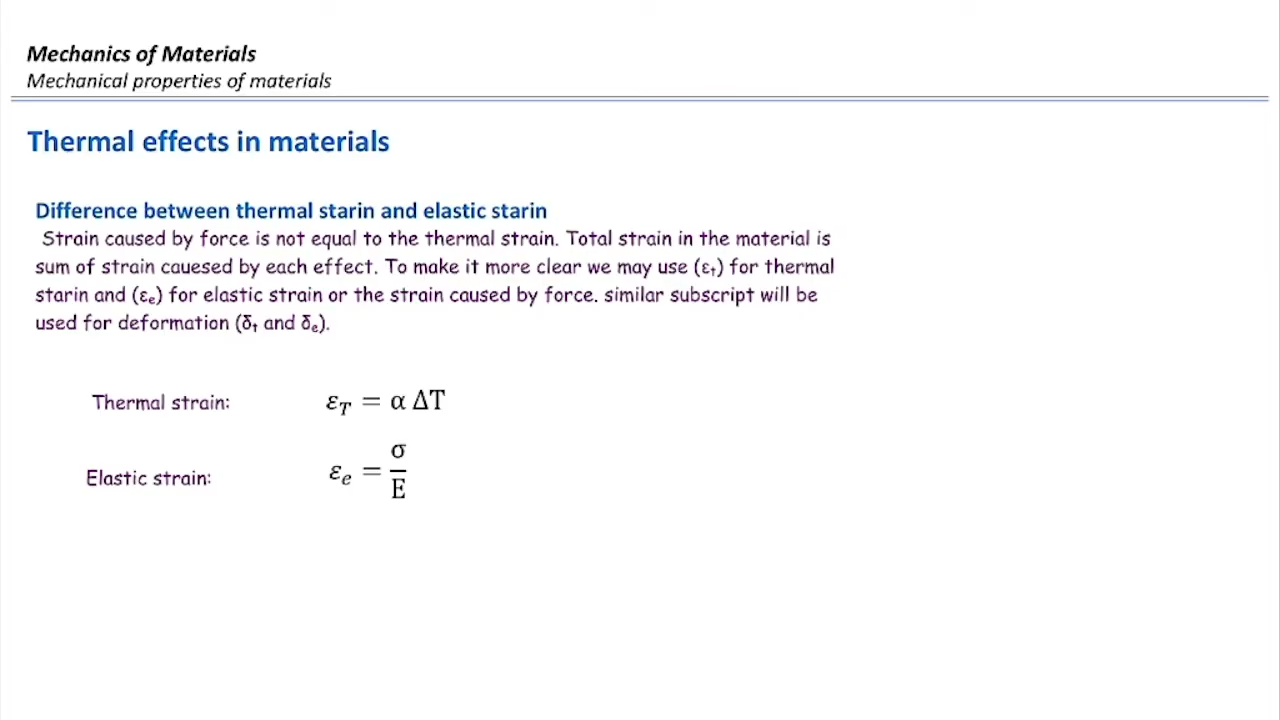 Mechanics of Materials
Mechanical properties of materials
Thermal effects in materials
Difference between thermal starin and elastic starin
Strain caused by force is not equal to the thermal strain. Total strain in the material is
sum of strain cauesed by each effect. To make it more clear we may use (εₜ) for thermal
starin and (εₑ) for elastic strain or the strain caused by force. similar subscript will be
used for deformation (δₜ and δₑ).
Thermal strain: ε_T = α ΔT
Elastic strain: εₑ = σ/E